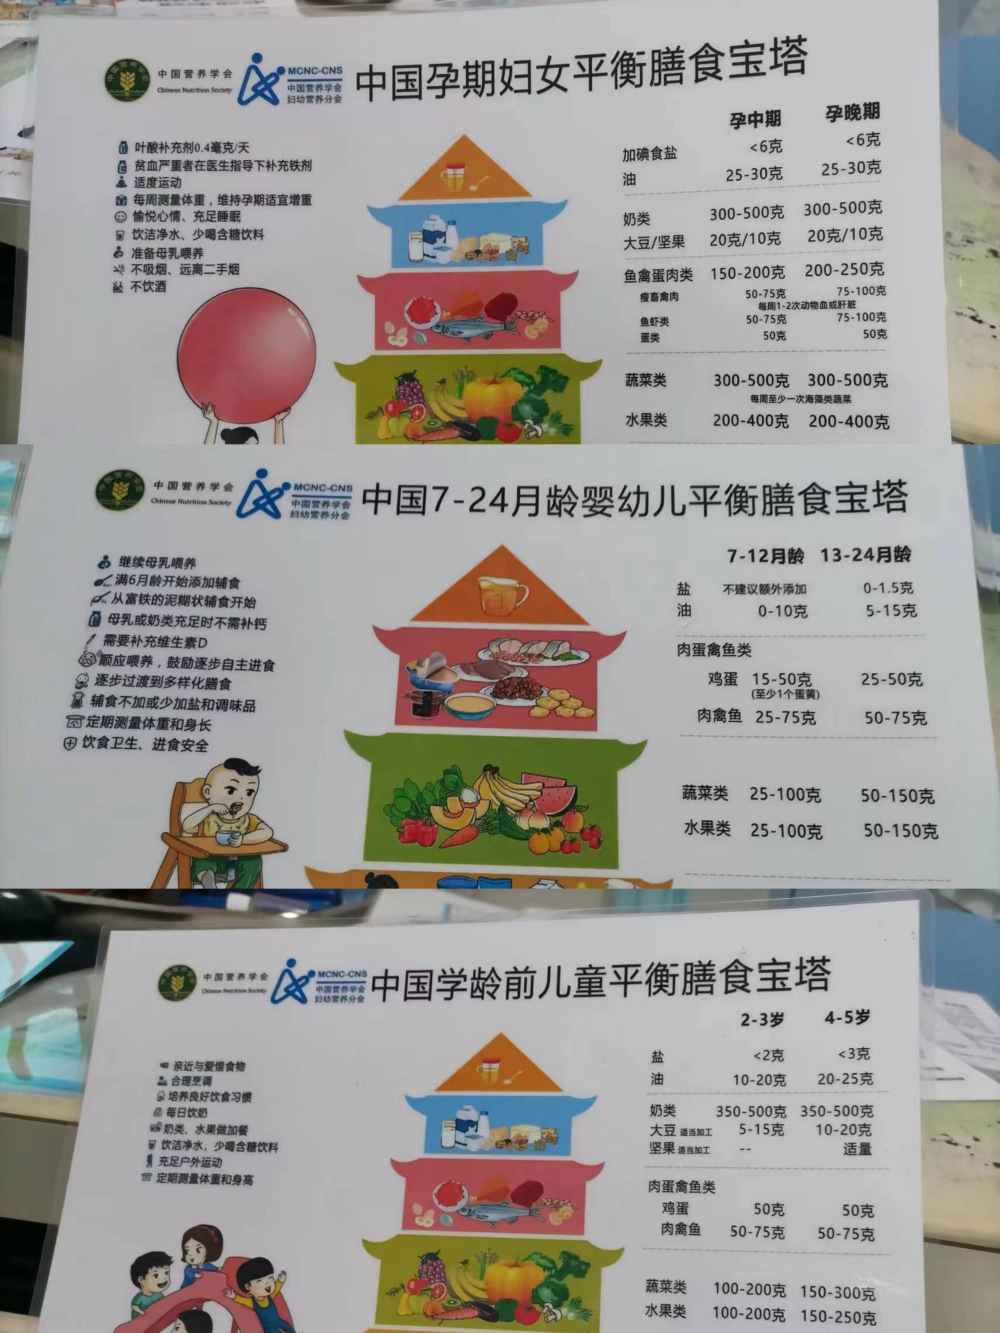 中国营养学会
Chinese Nutrition Society
MCNC-CNS
中国营养学会
妇幼营养分会
中国孕期妇女平衡膳食宝塔
叶酸补充剂0.4毫克/天
贫血严重者在医生指导下补充铁剂
适度运动
每周测量体重，维持孕期适宜增重
愉悦心情、充足睡眠
饮洁净水、少喝含糖饮料
准备母乳喂养
不吸烟、远离二手烟
不饮酒
孕中期 孕晚期
加碘食盐 <6克 <6克
油 25-30克 25-30克
奶类 300-500克 300-500克
大豆/坚果 20克/10克 20克/10克
鱼禽蛋肉类 150-200克 200-250克
瘦畜禽肉 50-75克 75-100克
每周1-2次动物血或肝脏
鱼虾类 50-75克 75-100克
蛋类 50克 50克
蔬菜类 300-500克 300-500克
每周至少一次海藻类蔬菜
水果类 200-400克 200-400克
中国营养学会
Chinese Nutrition Society
MCNC-CNS
中国营养学会
妇幼营养分会
中国7-24月龄婴幼儿平衡膳食宝塔
继续母乳喂养
满6月龄开始添加辅食
从富铁的泥糊状辅食开始
母乳或奶类充足时不需补钙
需要补充维生素D
顺应喂养，鼓励逐步自主进食
逐步过渡到多样化膳食
辅食不加或少加盐和调味品
定期测量体重和身长
饮食卫生、进食安全
7-12月龄 13-24月龄
盐 不建议额外添加 0-1.5克
油 0-10克 5-15克
肉蛋禽鱼类
鸡蛋 15-50克 25-50克
(至少1个蛋黄)
肉禽鱼 25-75克 50-75克
蔬菜类 25-100克 50-150克
水果类 25-100克 50-150克
中国营养学会
Chinese Nutrition Society
MCNC-CNS
中国营养学会
妇幼营养分会
中国学龄前儿童平衡膳食宝塔
亲近与爱惜食物
合理烹调
培养良好饮食习惯
每日饮奶
奶类、水果做加餐
饮洁净水，少喝含糖饮料
充足户外运动
定期测量体重和身高
2-3岁 4-5岁
盐 <2克 <3克
油 10-20克 20-25克
奶类 350-500克 350-500克
大豆 适当加工 5-15克 10-20克
坚果 适当加工 -- 适量
肉蛋禽鱼类
鸡蛋 50克 50克
肉禽鱼 50-75克 50-75克
蔬菜类 100-200克 150-300克
水果类 100-200克 150-250克